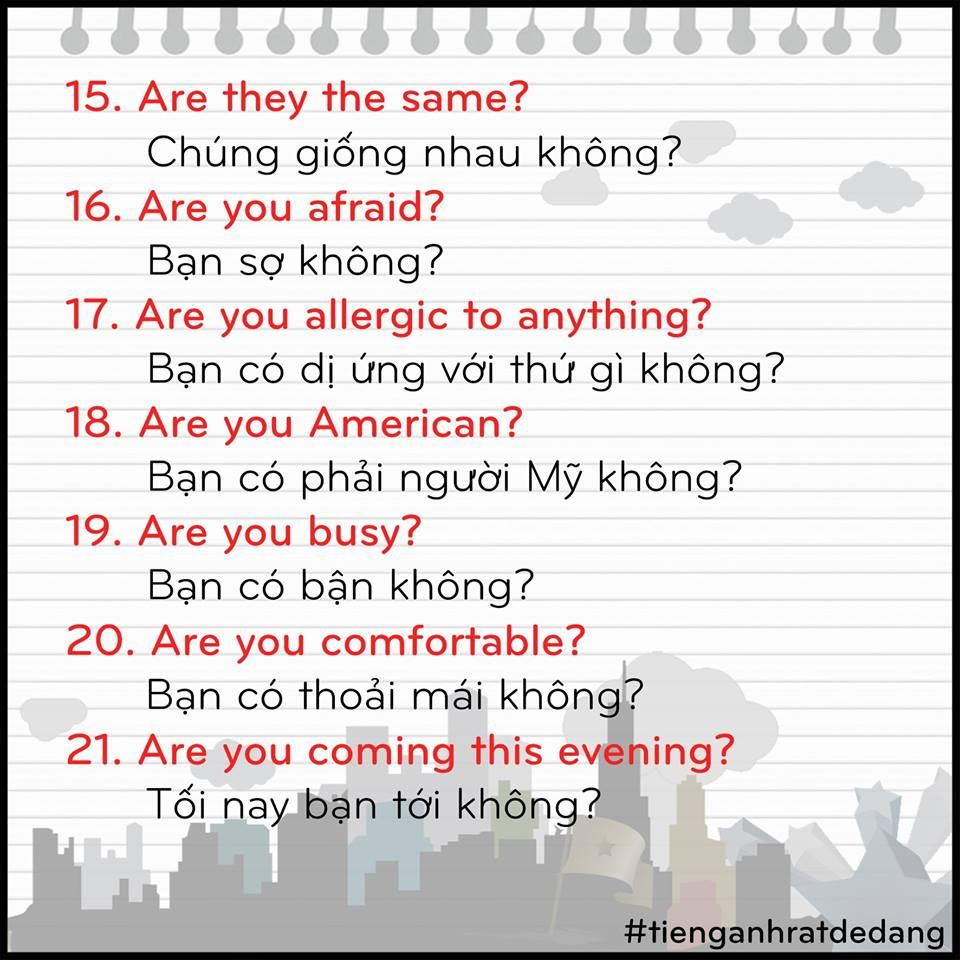 15. Are they the same?
Chúng giống nhau không?
16. Are you afraid?
Bạn sợ không?
17. Are you allergic to anything?
Bạn có dị ứng với thứ gì không?
18. Are you American?
Bạn có phải người Mỹ không?
19. Are you busy?
Bạn có bận không?
20. Are you comfortable?
Bạn có thoải mái không?
21. Are you coming this evening?
Tối nay bạn tới không?
#tienganhratdedang